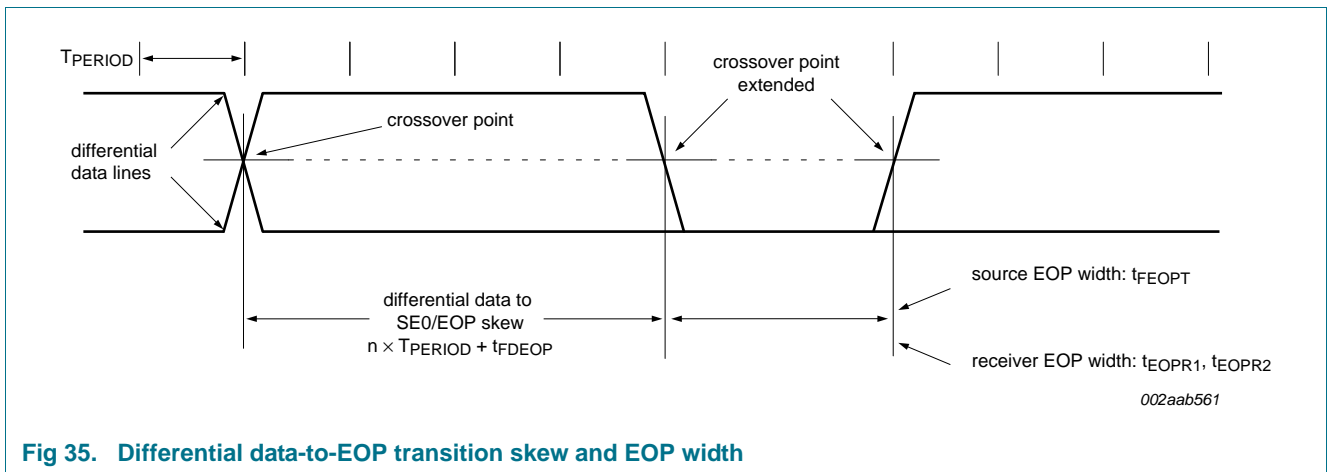 TPERIOD
crossover point
extended
crossover point
differential
data lines
differential data to
SE0/EOP skew
n × TPERIOD + tFDEOP
source EOP width: tFEOPT
receiver EOP width: tEOPR1, tEOPR2
002aab561
Fig 35. Differential data-to-EOP transition skew and EOP width